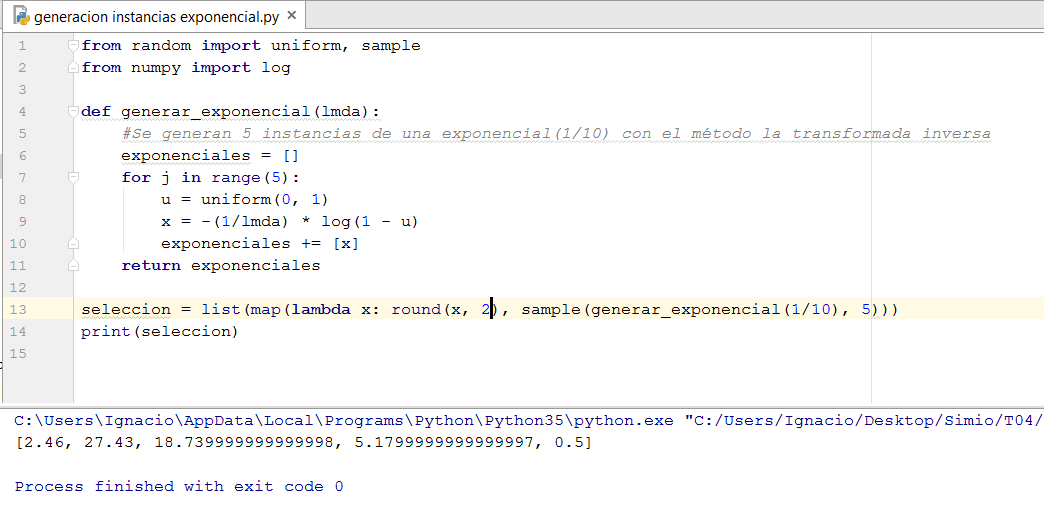 generacion instancias exponencial.py ×
1 from random import uniform, sample
2 from numpy import log
3
4 def generar_exponencial(lmda):
5     #Se generan 5 instancias de una exponencial(1/10) con el método la transformada inversa
6     exponenciales = []
7     for j in range(5):
8         u = uniform(0, 1)
9         x = -(1/lmda) * log(1 - u)
10         exponenciales += [x]
11     return exponenciales
12
13 seleccion = list(map(lambda x: round(x, 2), sample(generar_exponencial(1/10), 5)))
14 print(seleccion)
15
C:\Users\Ignacio\AppData\Local\Programs\Python\Python35\python.exe "C:/Users/Ignacio/Desktop/Simio/T04/
[2.46, 27.43, 18.739999999999998, 5.1799999999999997, 0.5]
Process finished with exit code 0